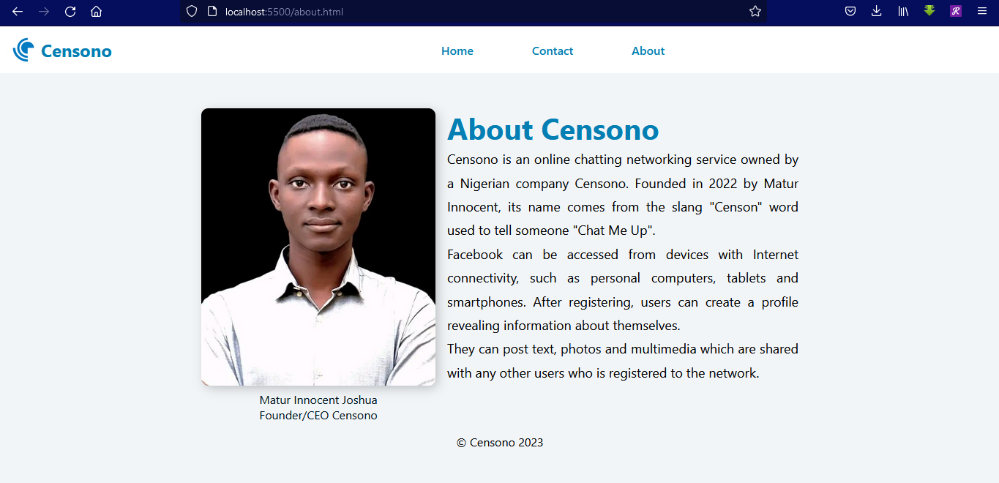 localhost:5500/about.html
Censono
Home Contact About
About Censono
Censono is an online chatting networking service owned by
a Nigerian company Censono. Founded in 2022 by Matur
Innocent, its name comes from the slang "Censon" word
used to tell someone "Chat Me Up".
Facebook can be accessed from devices with Internet
connectivity, such as personal computers, tablets and
smartphones. After registering, users can create a profile
revealing information about themselves.
They can post text, photos and multimedia which are shared
with any other users who is registered to the network.
Matur Innocent Joshua
Founder/CEO Censono
© Censono 2023